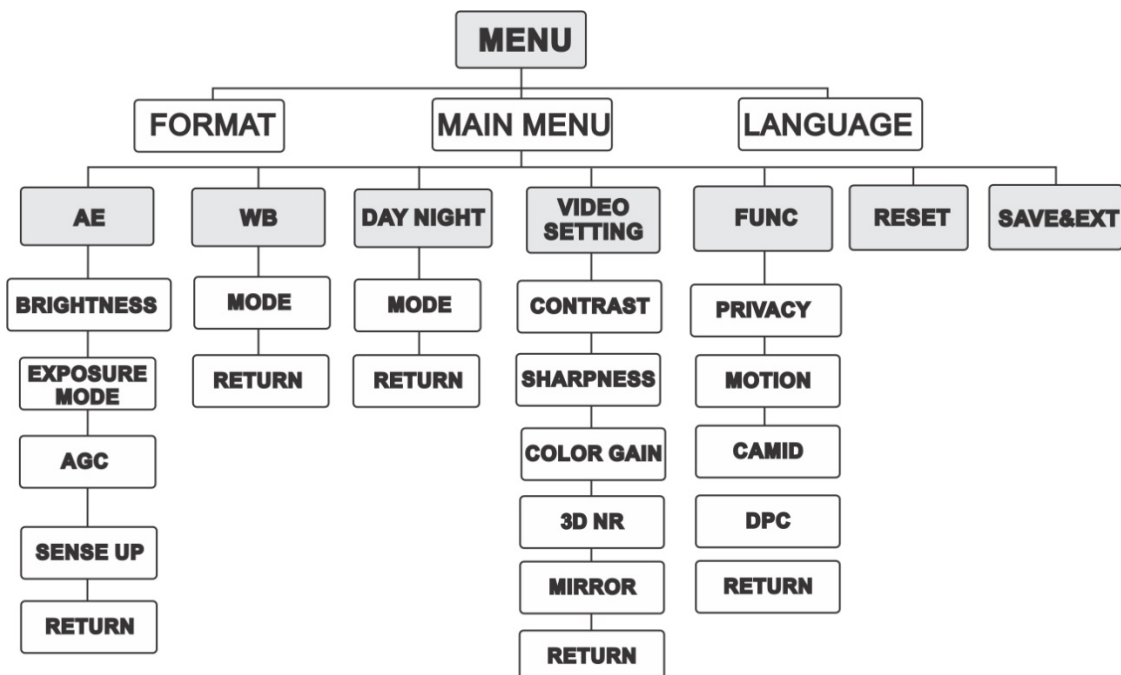 MENU
FORMAT
MAIN MENU
LANGUAGE
AE
WB
DAY NIGHT
VIDEO
SETTING
FUNC
RESET
SAVE&EXT
BRIGHTNESS
EXPOSURE
MODE
AGC
SENSE UP
RETURN
MODE
RETURN
MODE
RETURN
CONTRAST
SHARPNESS
COLOR GAIN
3D NR
MIRROR
RETURN
PRIVACY
MOTION
CAMID
DPC
RETURN